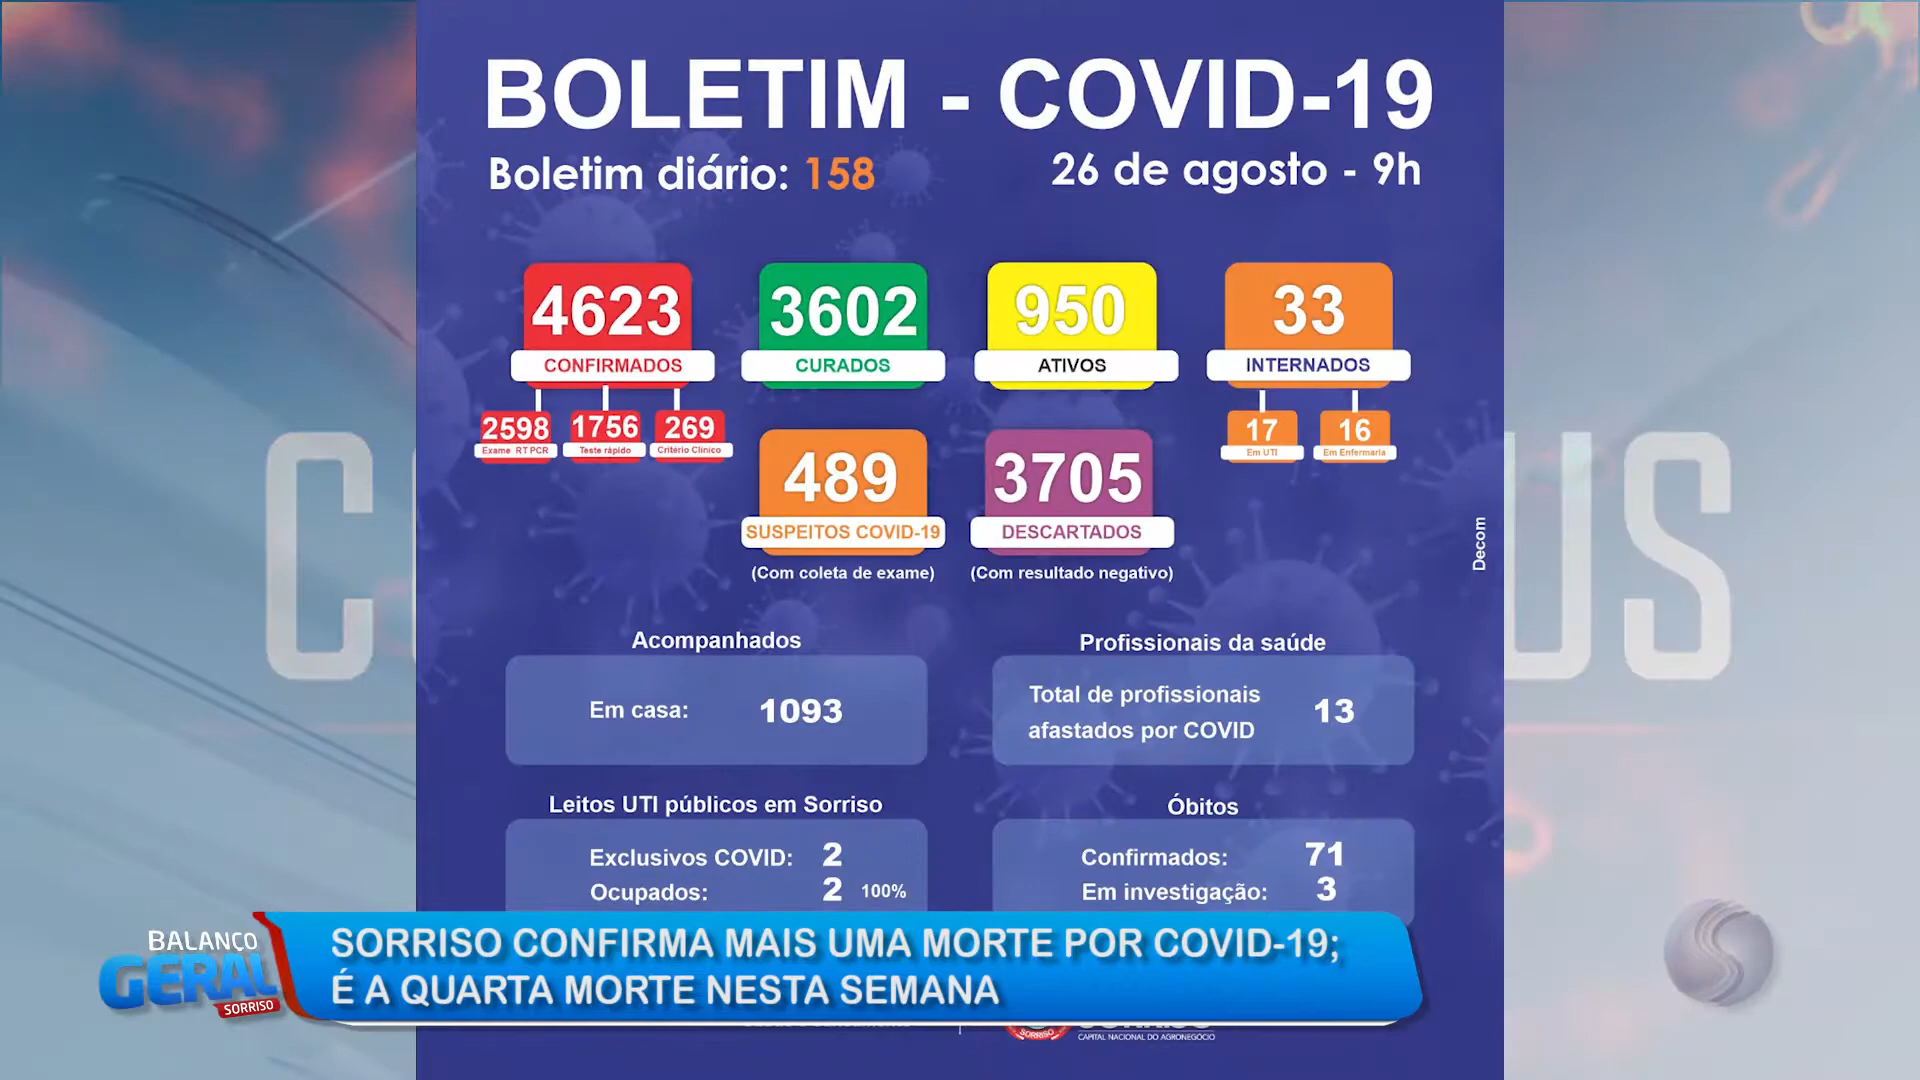 BOLETIM - COVID-19
Boletim diário: 158
26 de agosto - 9h
4623
CONFIRMADOS
2598
Exame RT PCR
1756
Teste rápido
269
Critério Clínico
3602
CURADOS
950
ATIVOS
33
INTERNADOS
17
Em UTI
16
Em Enfermaria
489
SUSPEITOS COVID-19
(Com coleta de exame)
3705
DESCARTADOS
(Com resultado negativo)
Decom
Acompanhados
Em casa: 1093
Profissionais da saúde
Total de profissionais
afastados por COVID
13
Leitos UTI públicos em Sorriso
Exclusivos COVID: 2
Ocupados: 2 100%
Óbitos
Confirmados: 71
Em investigação: 3
BALANÇO
GERAL
SORRISO
SORRISO CONFIRMA MAIS UMA MORTE POR COVID-19;
É A QUARTA MORTE NESTA SEMANA
SORRISO
CAPITAL NACIONAL DO AGRONEGÓCIO